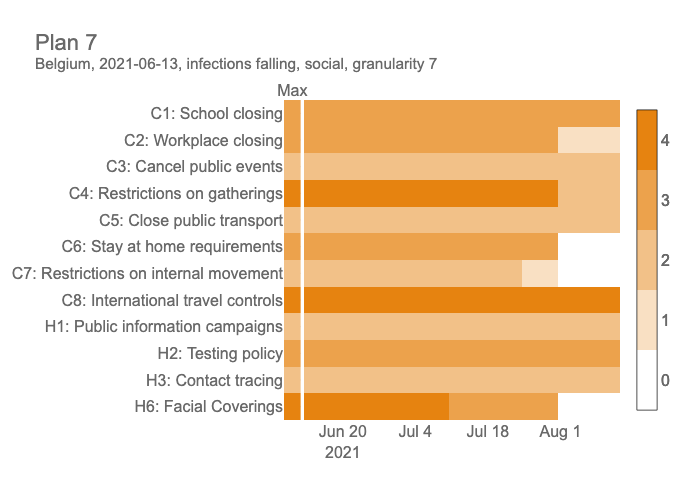 Plan 7
Belgium, 2021-06-13, infections falling, social, granularity 7
Max
C1: School closing
C2: Workplace closing
C3: Cancel public events
C4: Restrictions on gatherings
C5: Close public transport
C6: Stay at home requirements
C7: Restrictions on internal movement
C8: International travel controls
H1: Public information campaigns
H2: Testing policy
H3: Contact tracing
H6: Facial Coverings
Jun 20 Jul 4 Jul 18 Aug 1
2021
4
3
2
1
0